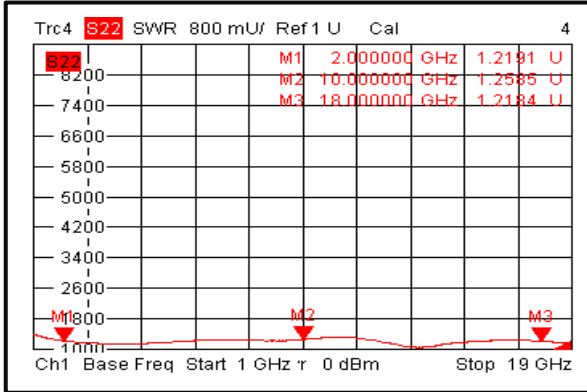 Trc4 S22 SWR 800 mU/ Ref 1 U Cal 4
S22 M1 2.000000 GHz 1.2191 U
8200 M2 10.000000 GHz 1.2585 U
7400 M3 18.000000 GHz 1.2184 U
6600
5800
5000
4200
3400
2600
M1 1800 M2 M3
1000
Ch1 Base Freq Start 1 GHz r 0 dBm Stop 19 GHz